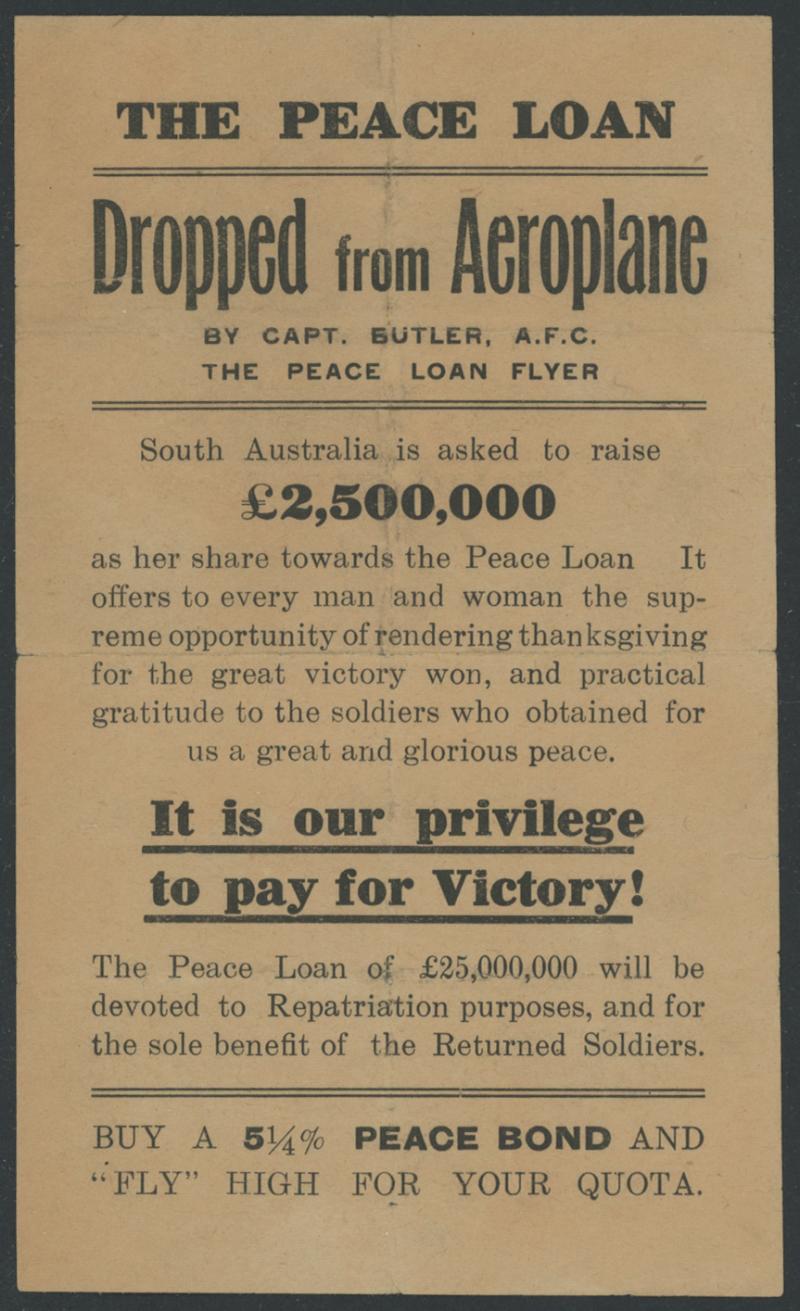 THE PEACE LOAN
Dropped from Aeroplane
BY CAPT. BUTLER, A.F.C.
THE PEACE LOAN FLYER
South Australia is asked to raise
£2,500,000
as her share towards the Peace Loan It
offers to every man and woman the sup-
reme opportunity of rendering thanksgiving
for the great victory won, and practical
gratitude to the soldiers who obtained for
us a great and glorious peace.
It is our privilege
to pay for Victory!
The Peace Loan of £25,000,000 will be
devoted to Repatriation purposes, and for
the sole benefit of the Returned Soldiers.
BUY A 5¼% PEACE BOND AND
“FLY” HIGH FOR YOUR QUOTA.